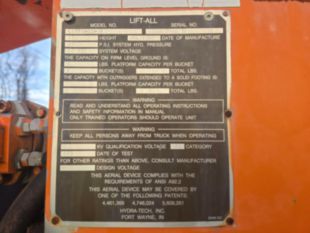 LIFT-ALL
MODEL NO. SERIAL NO.
HEIGHT DATE OF MANUFACTURE
P.S.I. SYSTEM HYD. PRESSURE
SYSTEM VOLTAGE
THE CAPACITY ON FIRM LEVEL GROUND IS:
LBS. PLATFORM CAPACITY PER BUCKET
BUCKET(S) TOTAL LBS.
THE CAPACITY WITH OUTRIGGERS EXTENDED TO A SOLID FOOTING IS
LBS. PLATFORM CAPACITY PER BUCKET
BUCKET(S) TOTAL LBS.
WARNING
READ AND UNDERSTAND ALL OPERATING INSTRUCTIONS
AND SAFETY INFORMATION IN MANUAL
ONLY TRAINED OPERATORS SHOULD OPERATE UNIT
WARNING
KEEP ALL PERSONS AWAY FROM TRUCK WHEN OPERATING
KV QUALIFICATION VOLTAGE CATEGORY
DATE OF TEST
FOR OTHER RATINGS THAN ABOVE, CONSULT MANUFACTURER
DESIGN VOLTAGE
THIS AERIAL DEVICE COMPLIES WITH THE
REQUIREMENTS OF ANSI A92.2
THIS AERIAL DEVICE MAY BE COVERED BY
ONE OF THE FOLLOWING PATENTS
HYDRA-TECH, INC.
FORT WAYNE, IN